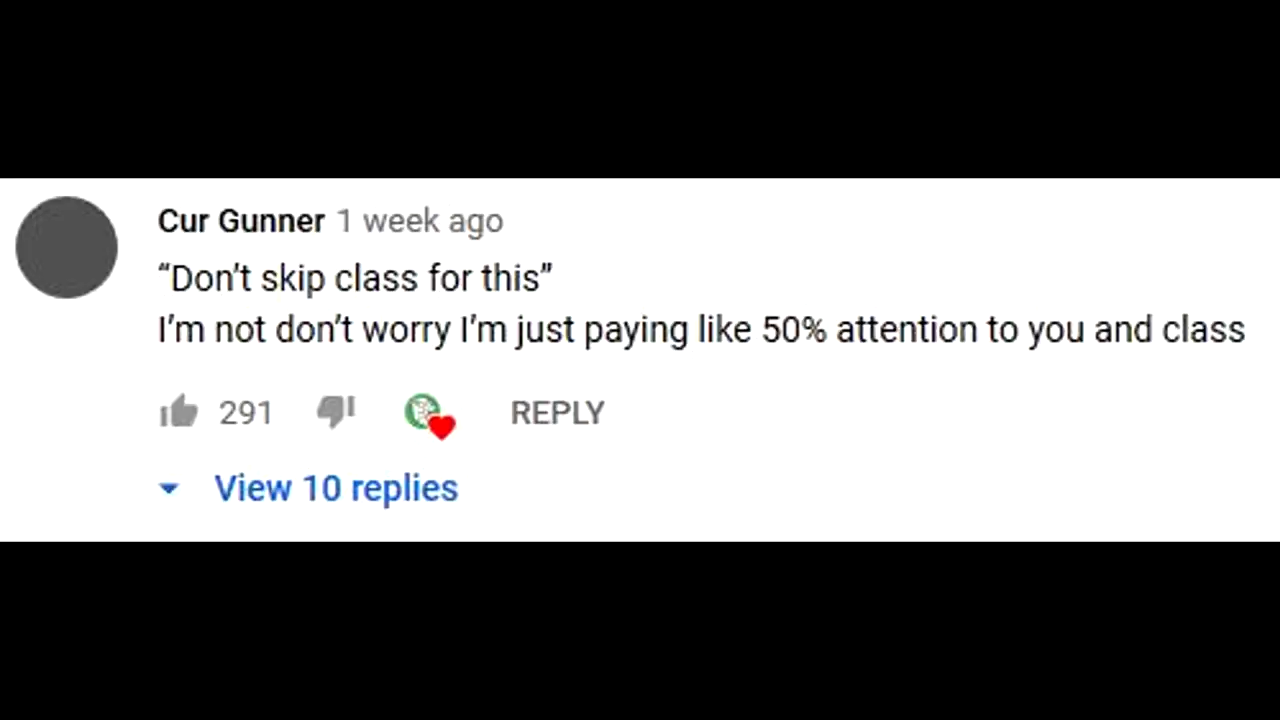 Cur Gunner 1 week ago
“Don’t skip class for this”
I’m not don’t worry I’m just paying like 50% attention to you and class
291 REPLY
View 10 replies